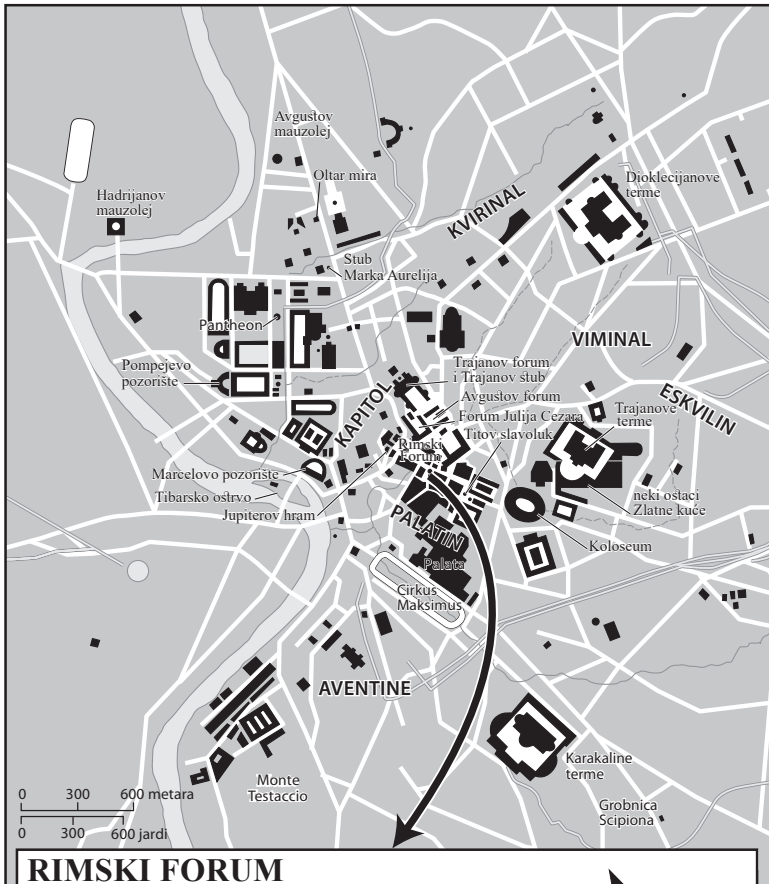 Avgustov
mauzolej
Oltar mira
Hadrijanov
mauzolej
KVIRINAL
Dioklecijanove
terme
Stub
Marka Aurelija
Pantheon
VIMINAL
Pompejevo
pozorište
KAPITOL
Trajanov forum
i Trajanov štub
Avguštov forum
Forum Julija Cezara
Titov slavoluk
ESKVILIN
Trajanove
terme
Rimski
Forum
Marcelovo pozorište
Tibarsko oštrvo
Jupiterov hram
neki ostaci
Zlatne kuće
PALATIN
Koloseum
Palata
Cirkus
Maksimus
AVENTINE
Karakaline
terme
Monte
Testaccio
Grobnica
Scipiona
0 300 600 metara
0 300 600 jardi
RIMSKI FORUM